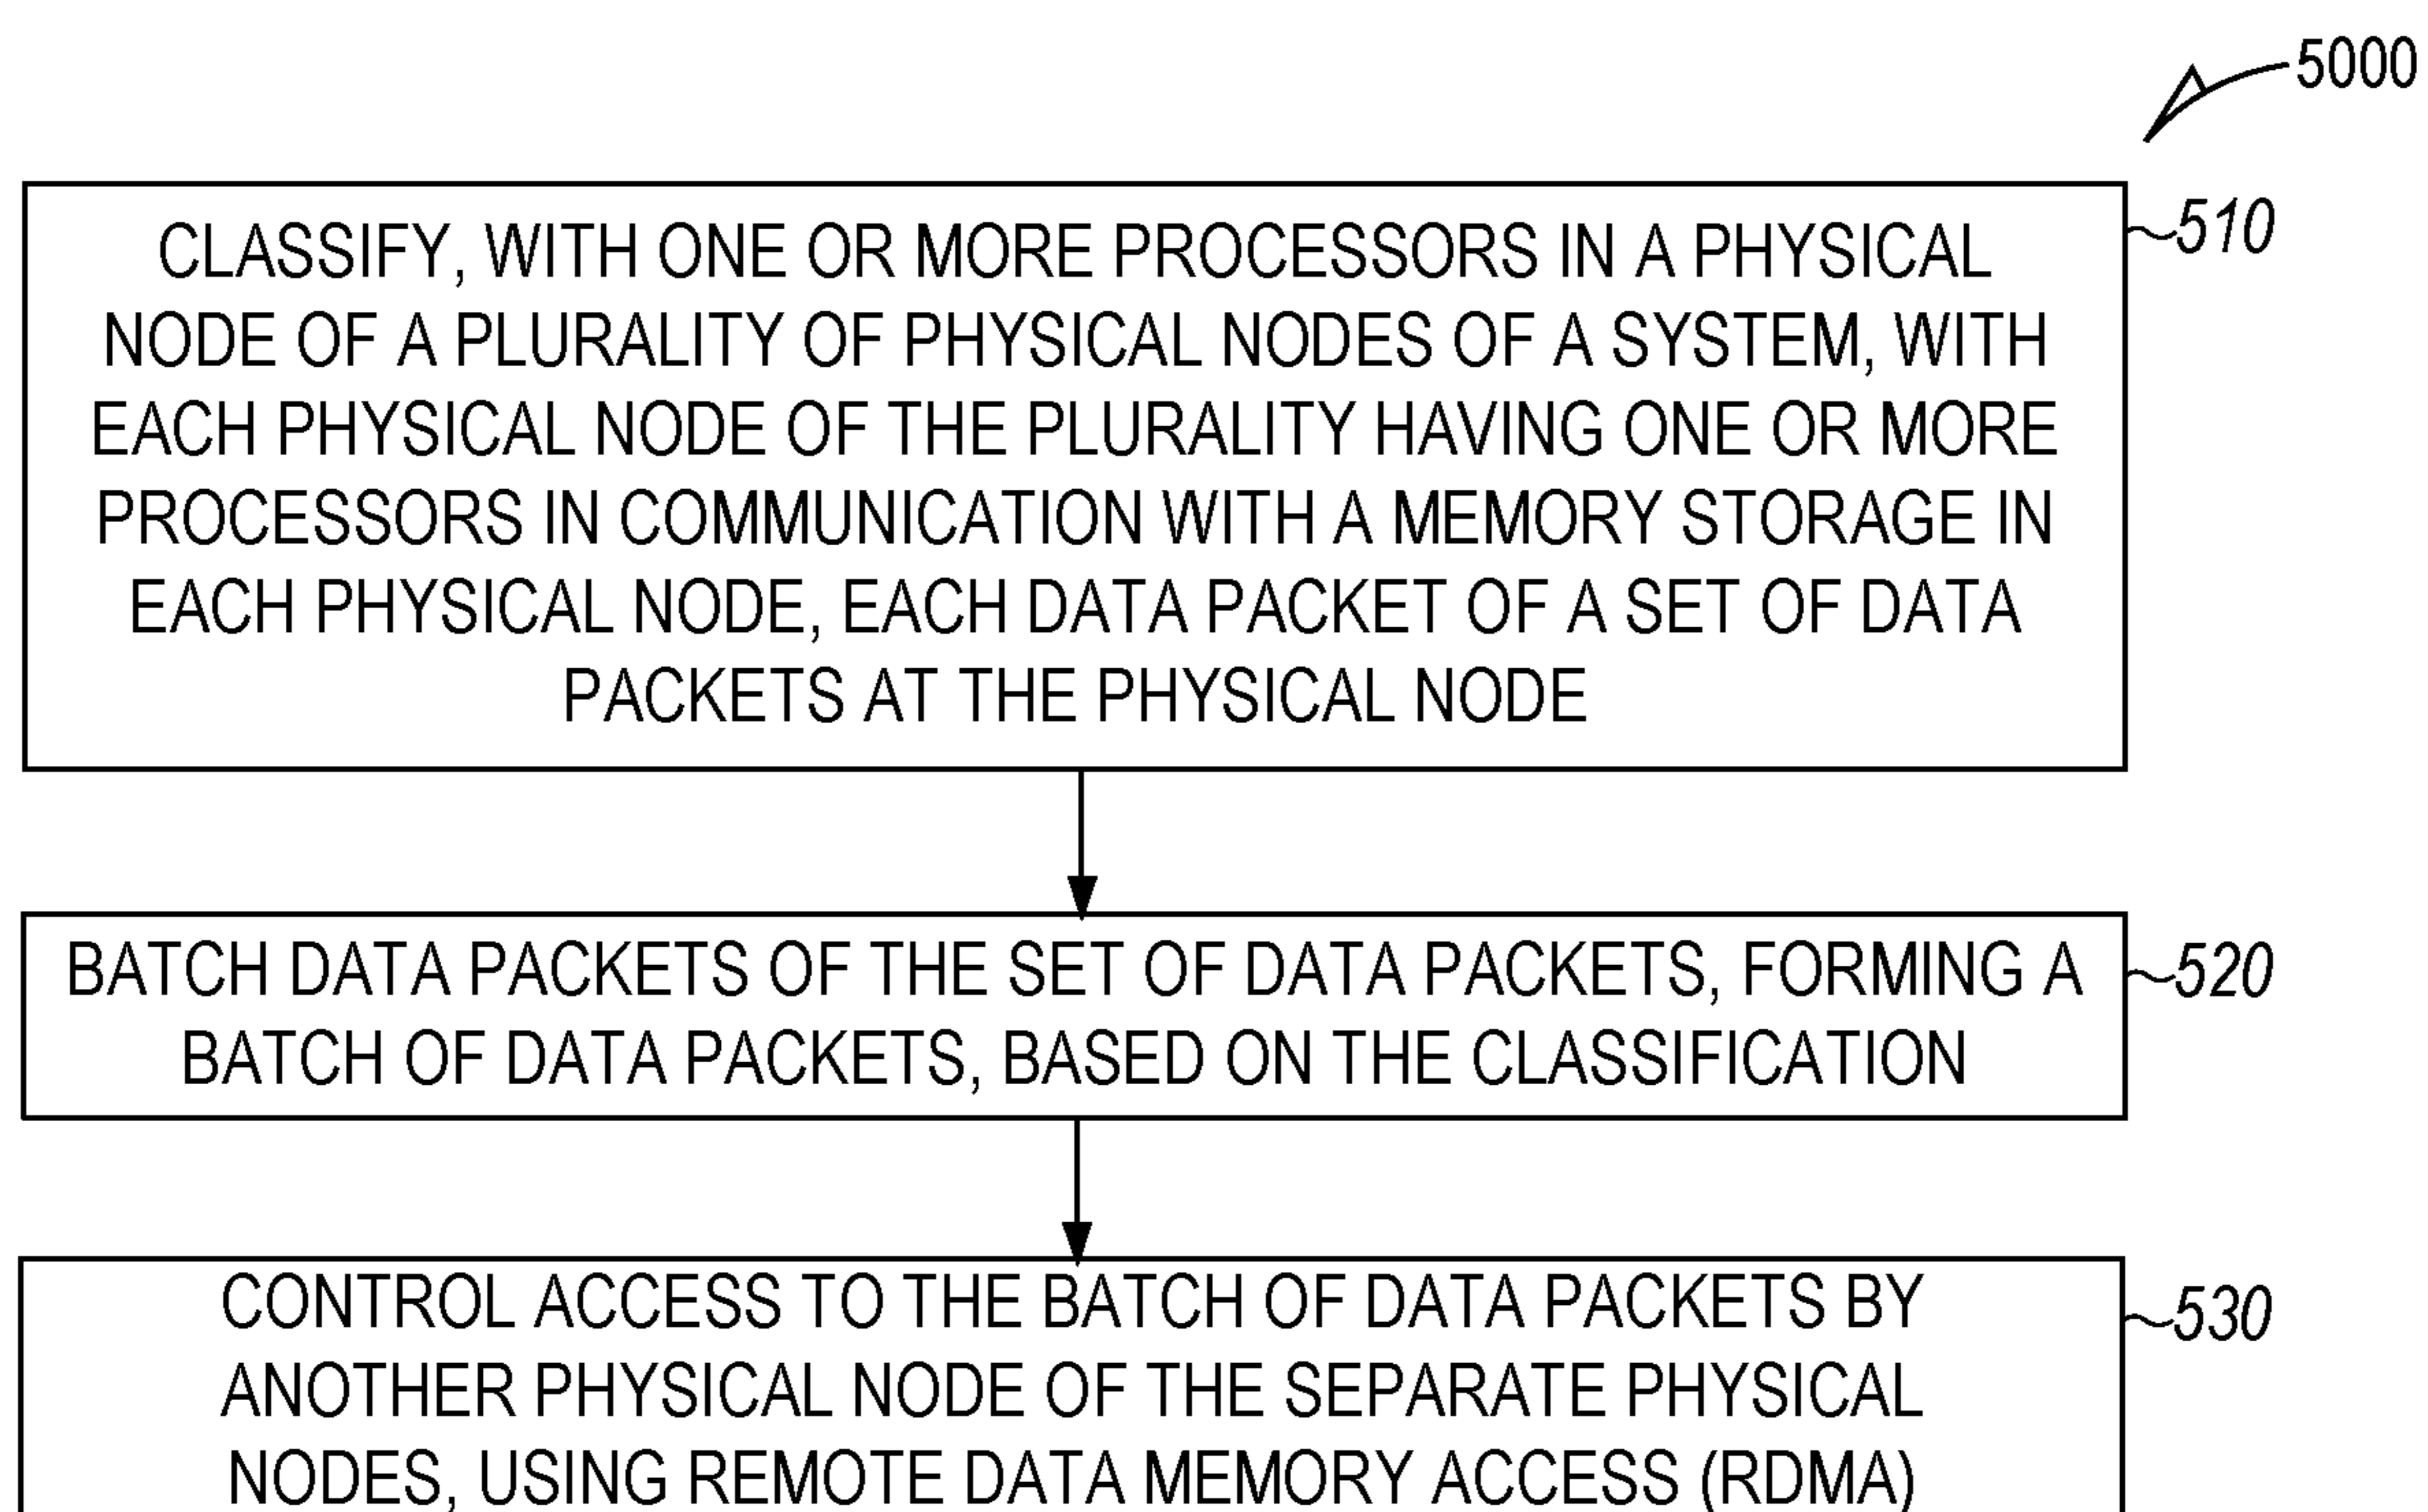 5000
CLASSIFY, WITH ONE OR MORE PROCESSORS IN A PHYSICAL
NODE OF A PLURALITY OF PHYSICAL NODES OF A SYSTEM, WITH
EACH PHYSICAL NODE OF THE PLURALITY HAVING ONE OR MORE
PROCESSORS IN COMMUNICATION WITH A MEMORY STORAGE IN
EACH PHYSICAL NODE, EACH DATA PACKET OF A SET OF DATA
PACKETS AT THE PHYSICAL NODE
510
BATCH DATA PACKETS OF THE SET OF DATA PACKETS, FORMING A
BATCH OF DATA PACKETS, BASED ON THE CLASSIFICATION
520
CONTROL ACCESS TO THE BATCH OF DATA PACKETS BY
ANOTHER PHYSICAL NODE OF THE SEPARATE PHYSICAL
NODES, USING REMOTE DATA MEMORY ACCESS (RDMA)
530